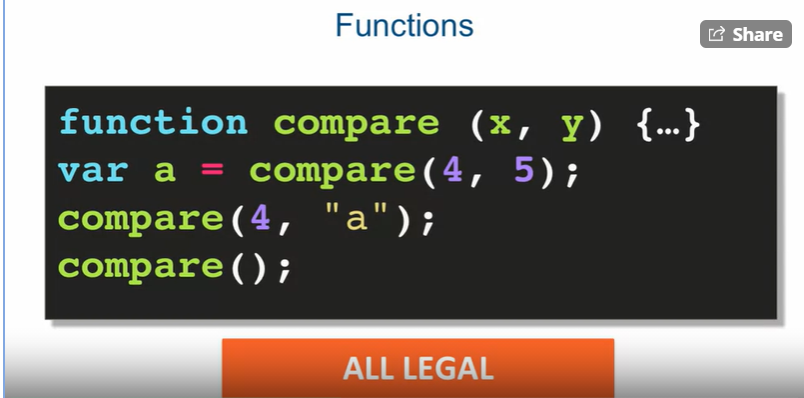 Functions
Share
function compare (x, y) {…}
var a = compare(4, 5);
compare(4, "a");
compare();
ALL LEGAL